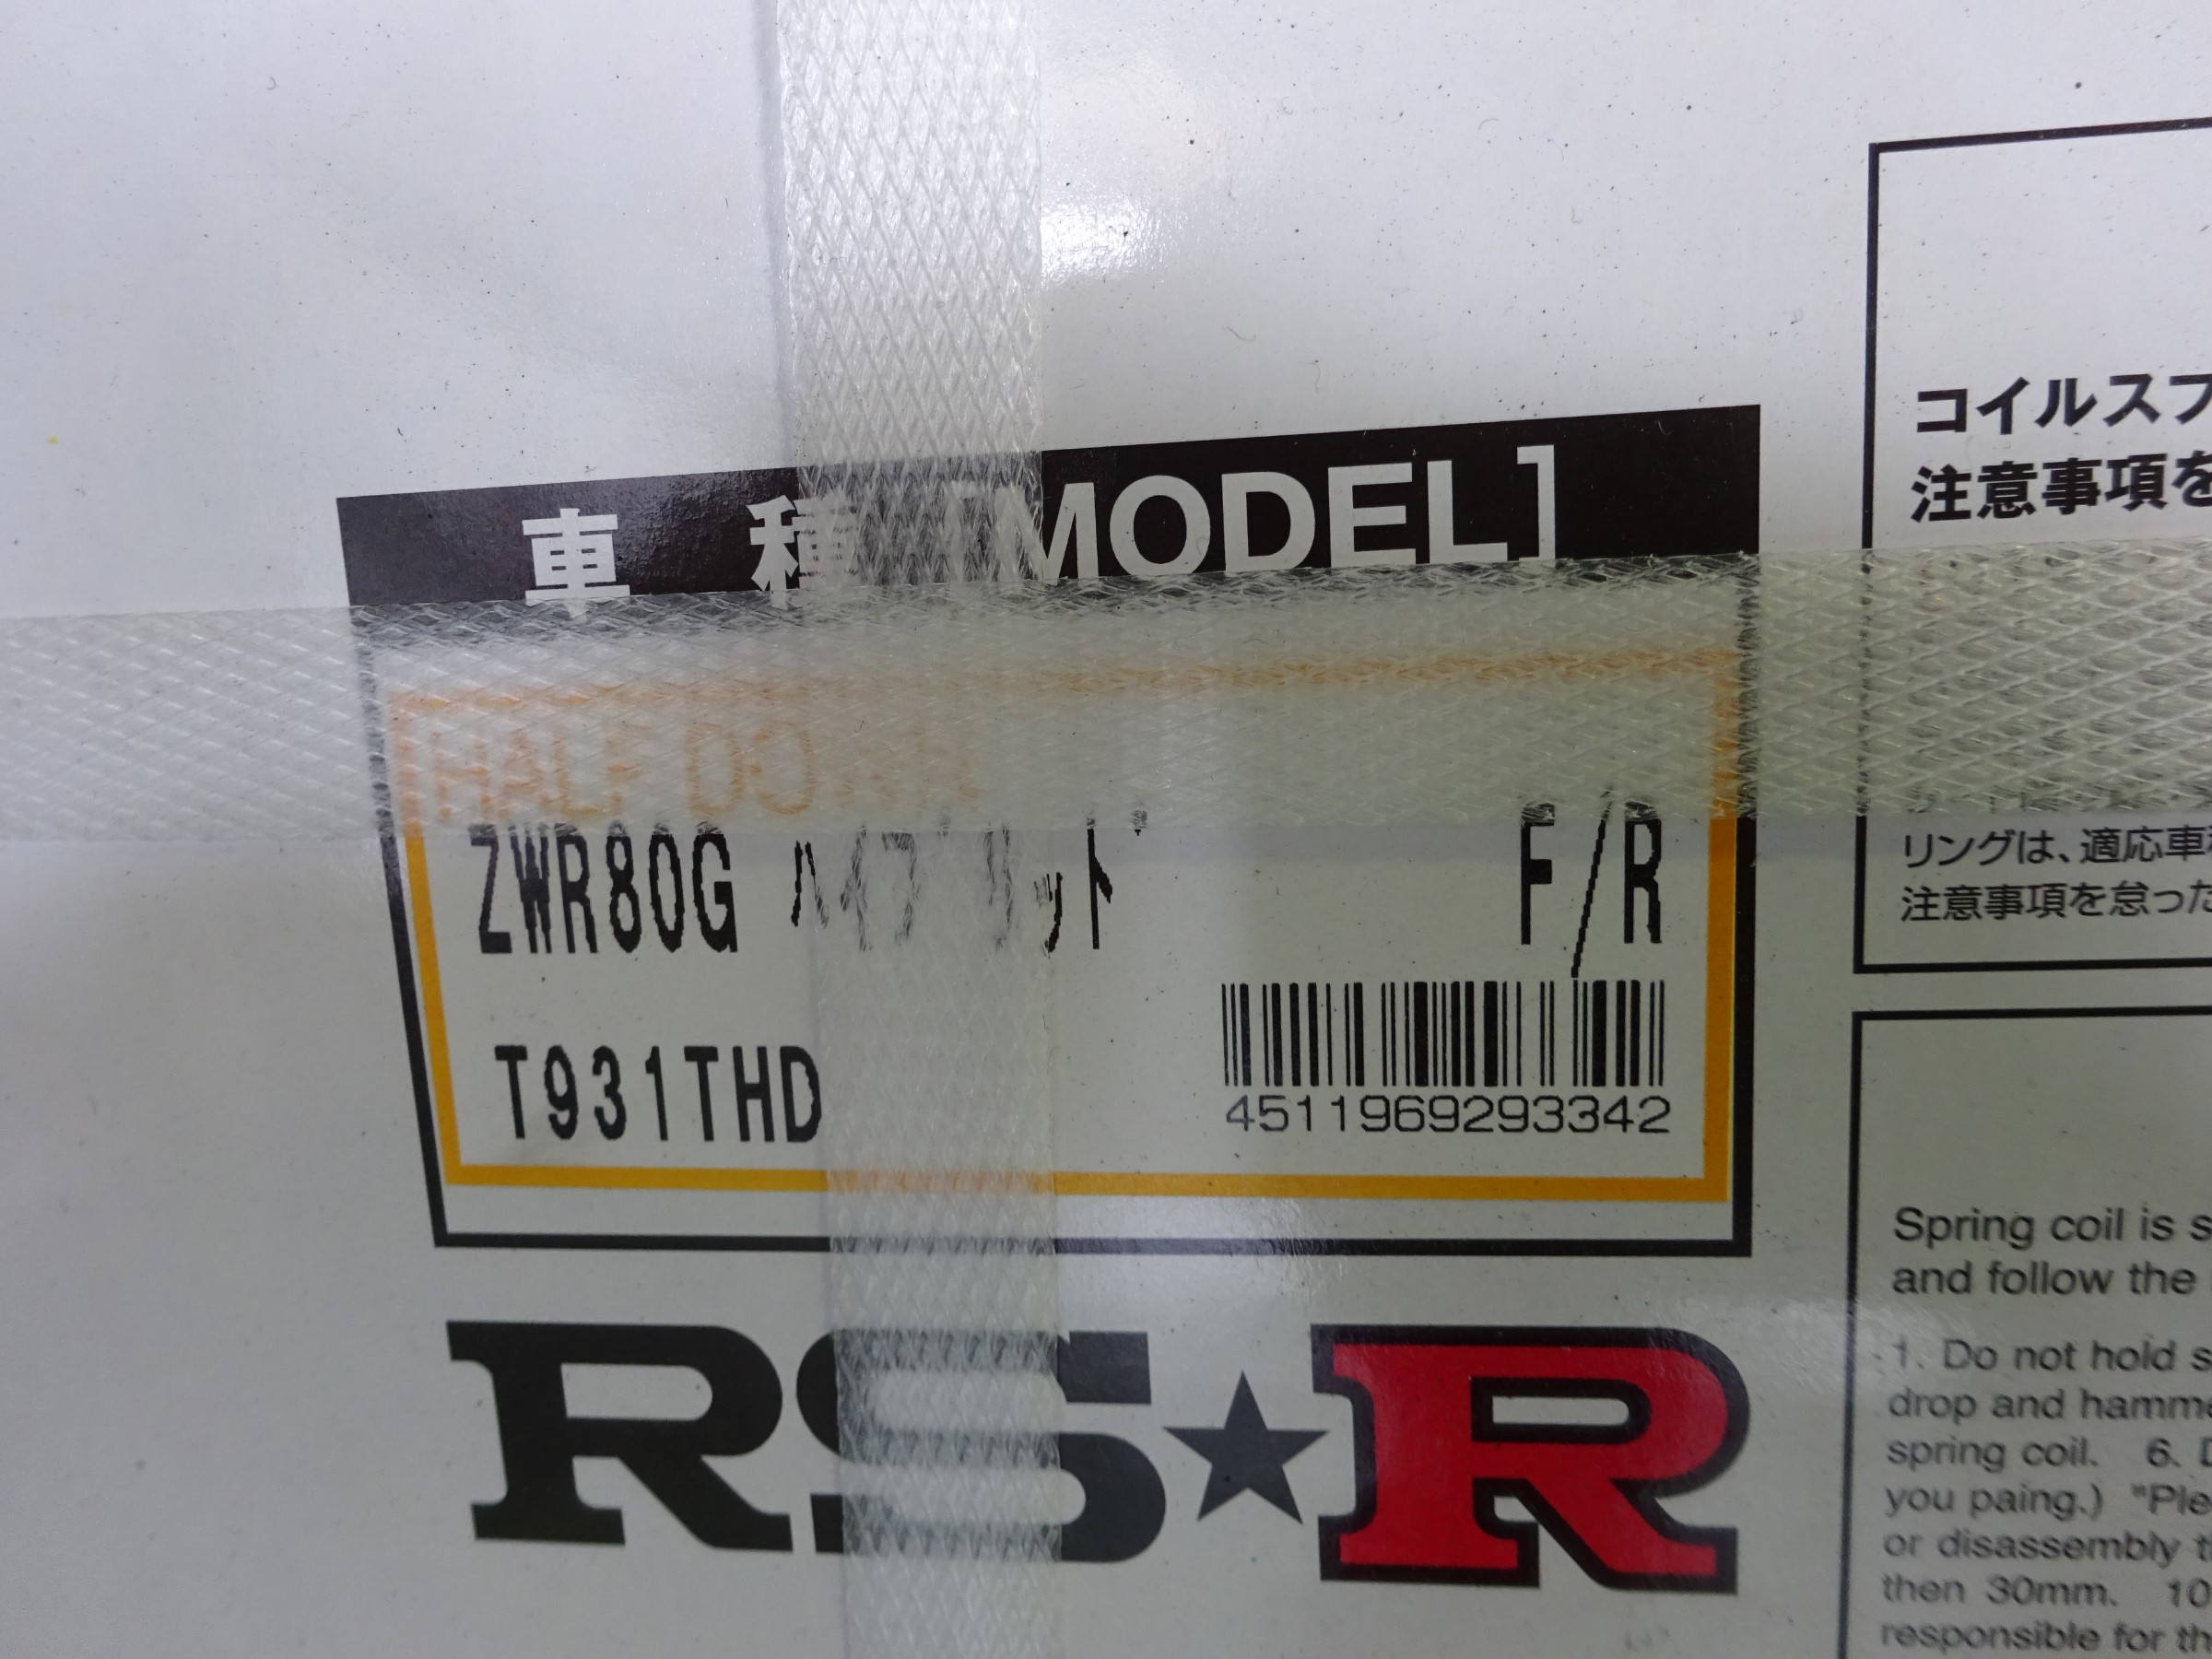 車 種 [MODEL]
[HALF DOWN
ZWR80G ハイブリッド F/R
T931THD
4511969293342
RS★R
コイルスプ
注意事項を
リングは、適応車種
注意事項を怠った
Spring coil is s
and follow the
1. Do not hold s
drop and hamme
spring coil. 6. D
you paing.) "Ple
or disassembly th
then 30mm. 10
responsible for th